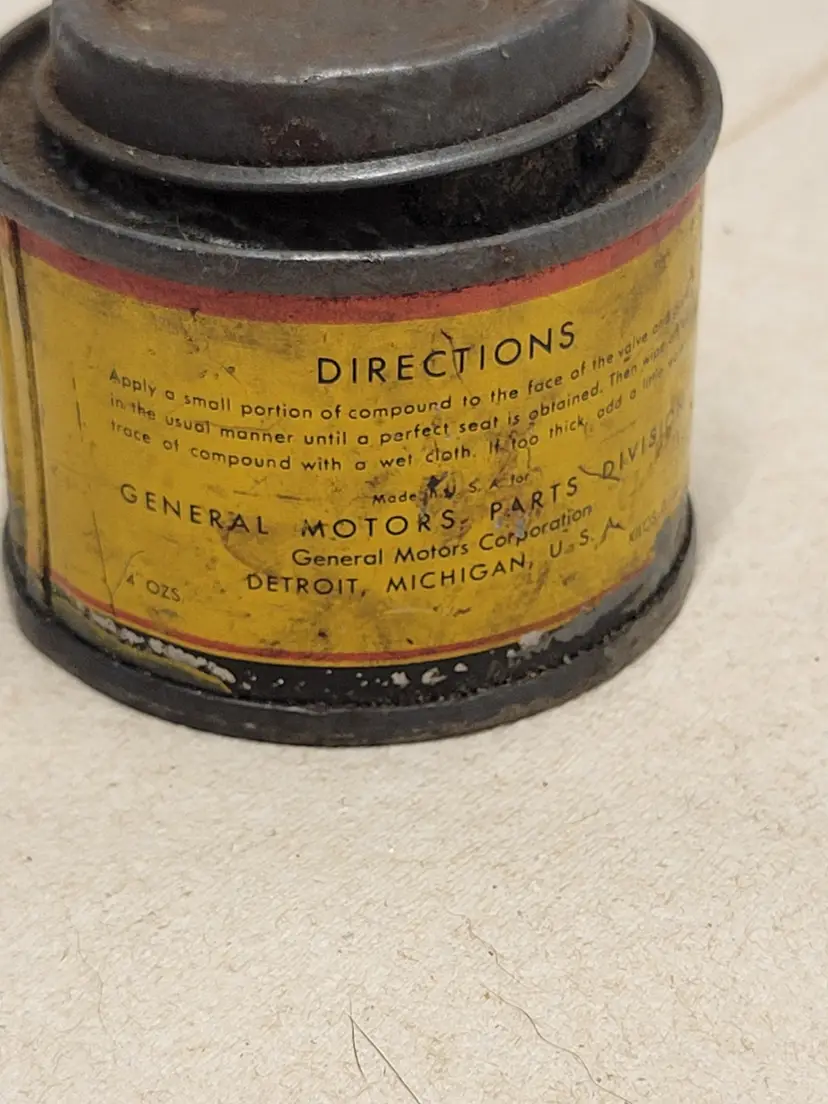 DIRECTIONS
Apply a small portion of compound to the face of the valve and
in the usual manner until a perfect seat is obtained. Then wipe
trace of compound with a wet cloth. If too thick, add a little
Made in U. S. A. for
GENERAL MOTORS PARTS DIVISION
General Motors Corporation
4 OZS.
DETROIT, MICHIGAN, U. S. A.